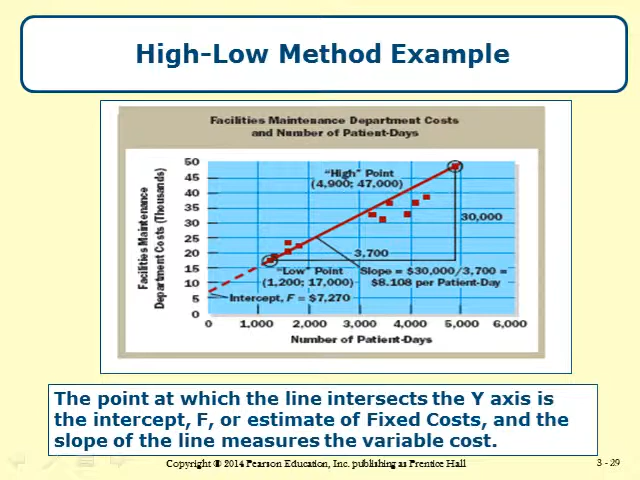 High-Low Method Example
Facilities Maintenance Department Costs
and Number of Patient-Days
Facilities Maintenance
Department Costs (Thousands)
50
45
40
35
30
25
20
15
10
5
0
"High" Point
(4,900; 47,000)
30,000
3,700
"Low" Point
(1,200; 17,000)
Slope = $30,000/3,700 =
$8.108 per Patient-Day
Intercept, F = $7,270
0 1,000 2,000 3,000 4,000 5,000 6,000
Number of Patient-Days
The point at which the line intersects the Y axis is
the intercept, F, or estimate of Fixed Costs, and the
slope of the line measures the variable cost.
Copyright © 2014 Pearson Education, Inc. publishing as Prentice Hall
3 - 29